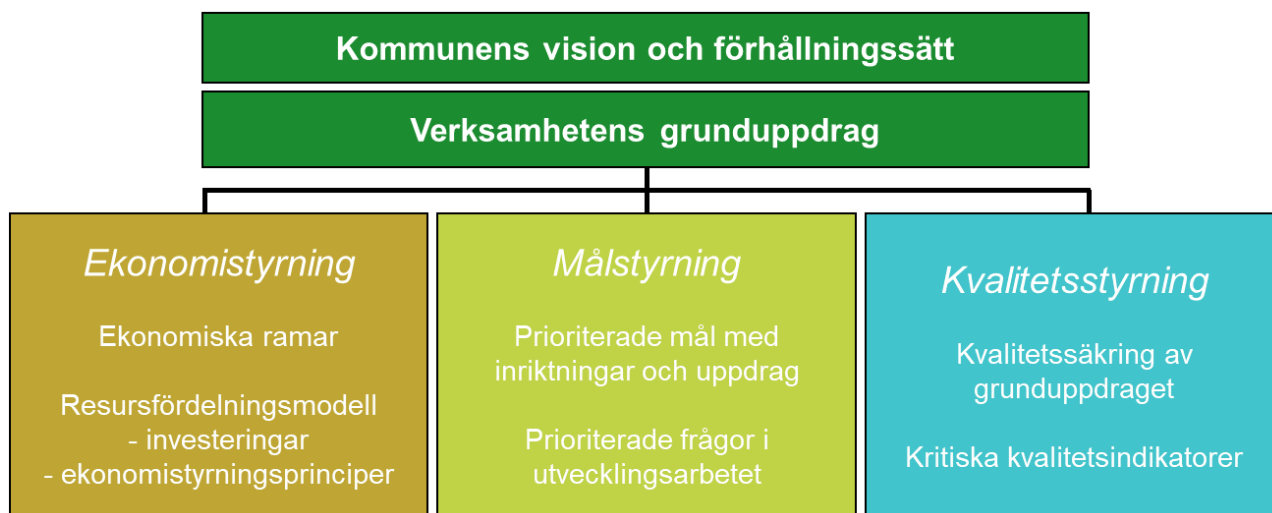 Kommunens vision och förhållningssätt
Verksamhetens grunduppdrag
Ekonomistyrning
Ekonomiska ramar
Resursfördelningsmodell
- investeringar
- ekonomistyrningsprinciper
Målstyrning
Prioriterade mål med
inriktningar och uppdrag
Prioriterade frågor i
utvecklingsarbetet
Kvalitetsstyrning
Kvalitetssäkring av
grunduppdraget
Kritiska kvalitetsindikatorer